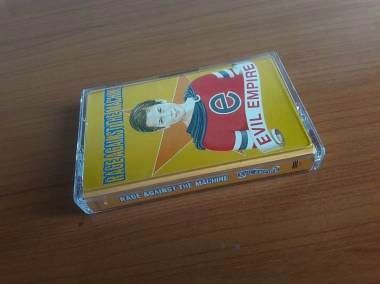 RAGE AGAINST THE MACHINE
e
EVIL EMPIRE
RAGE AGAINST THE MACHINE